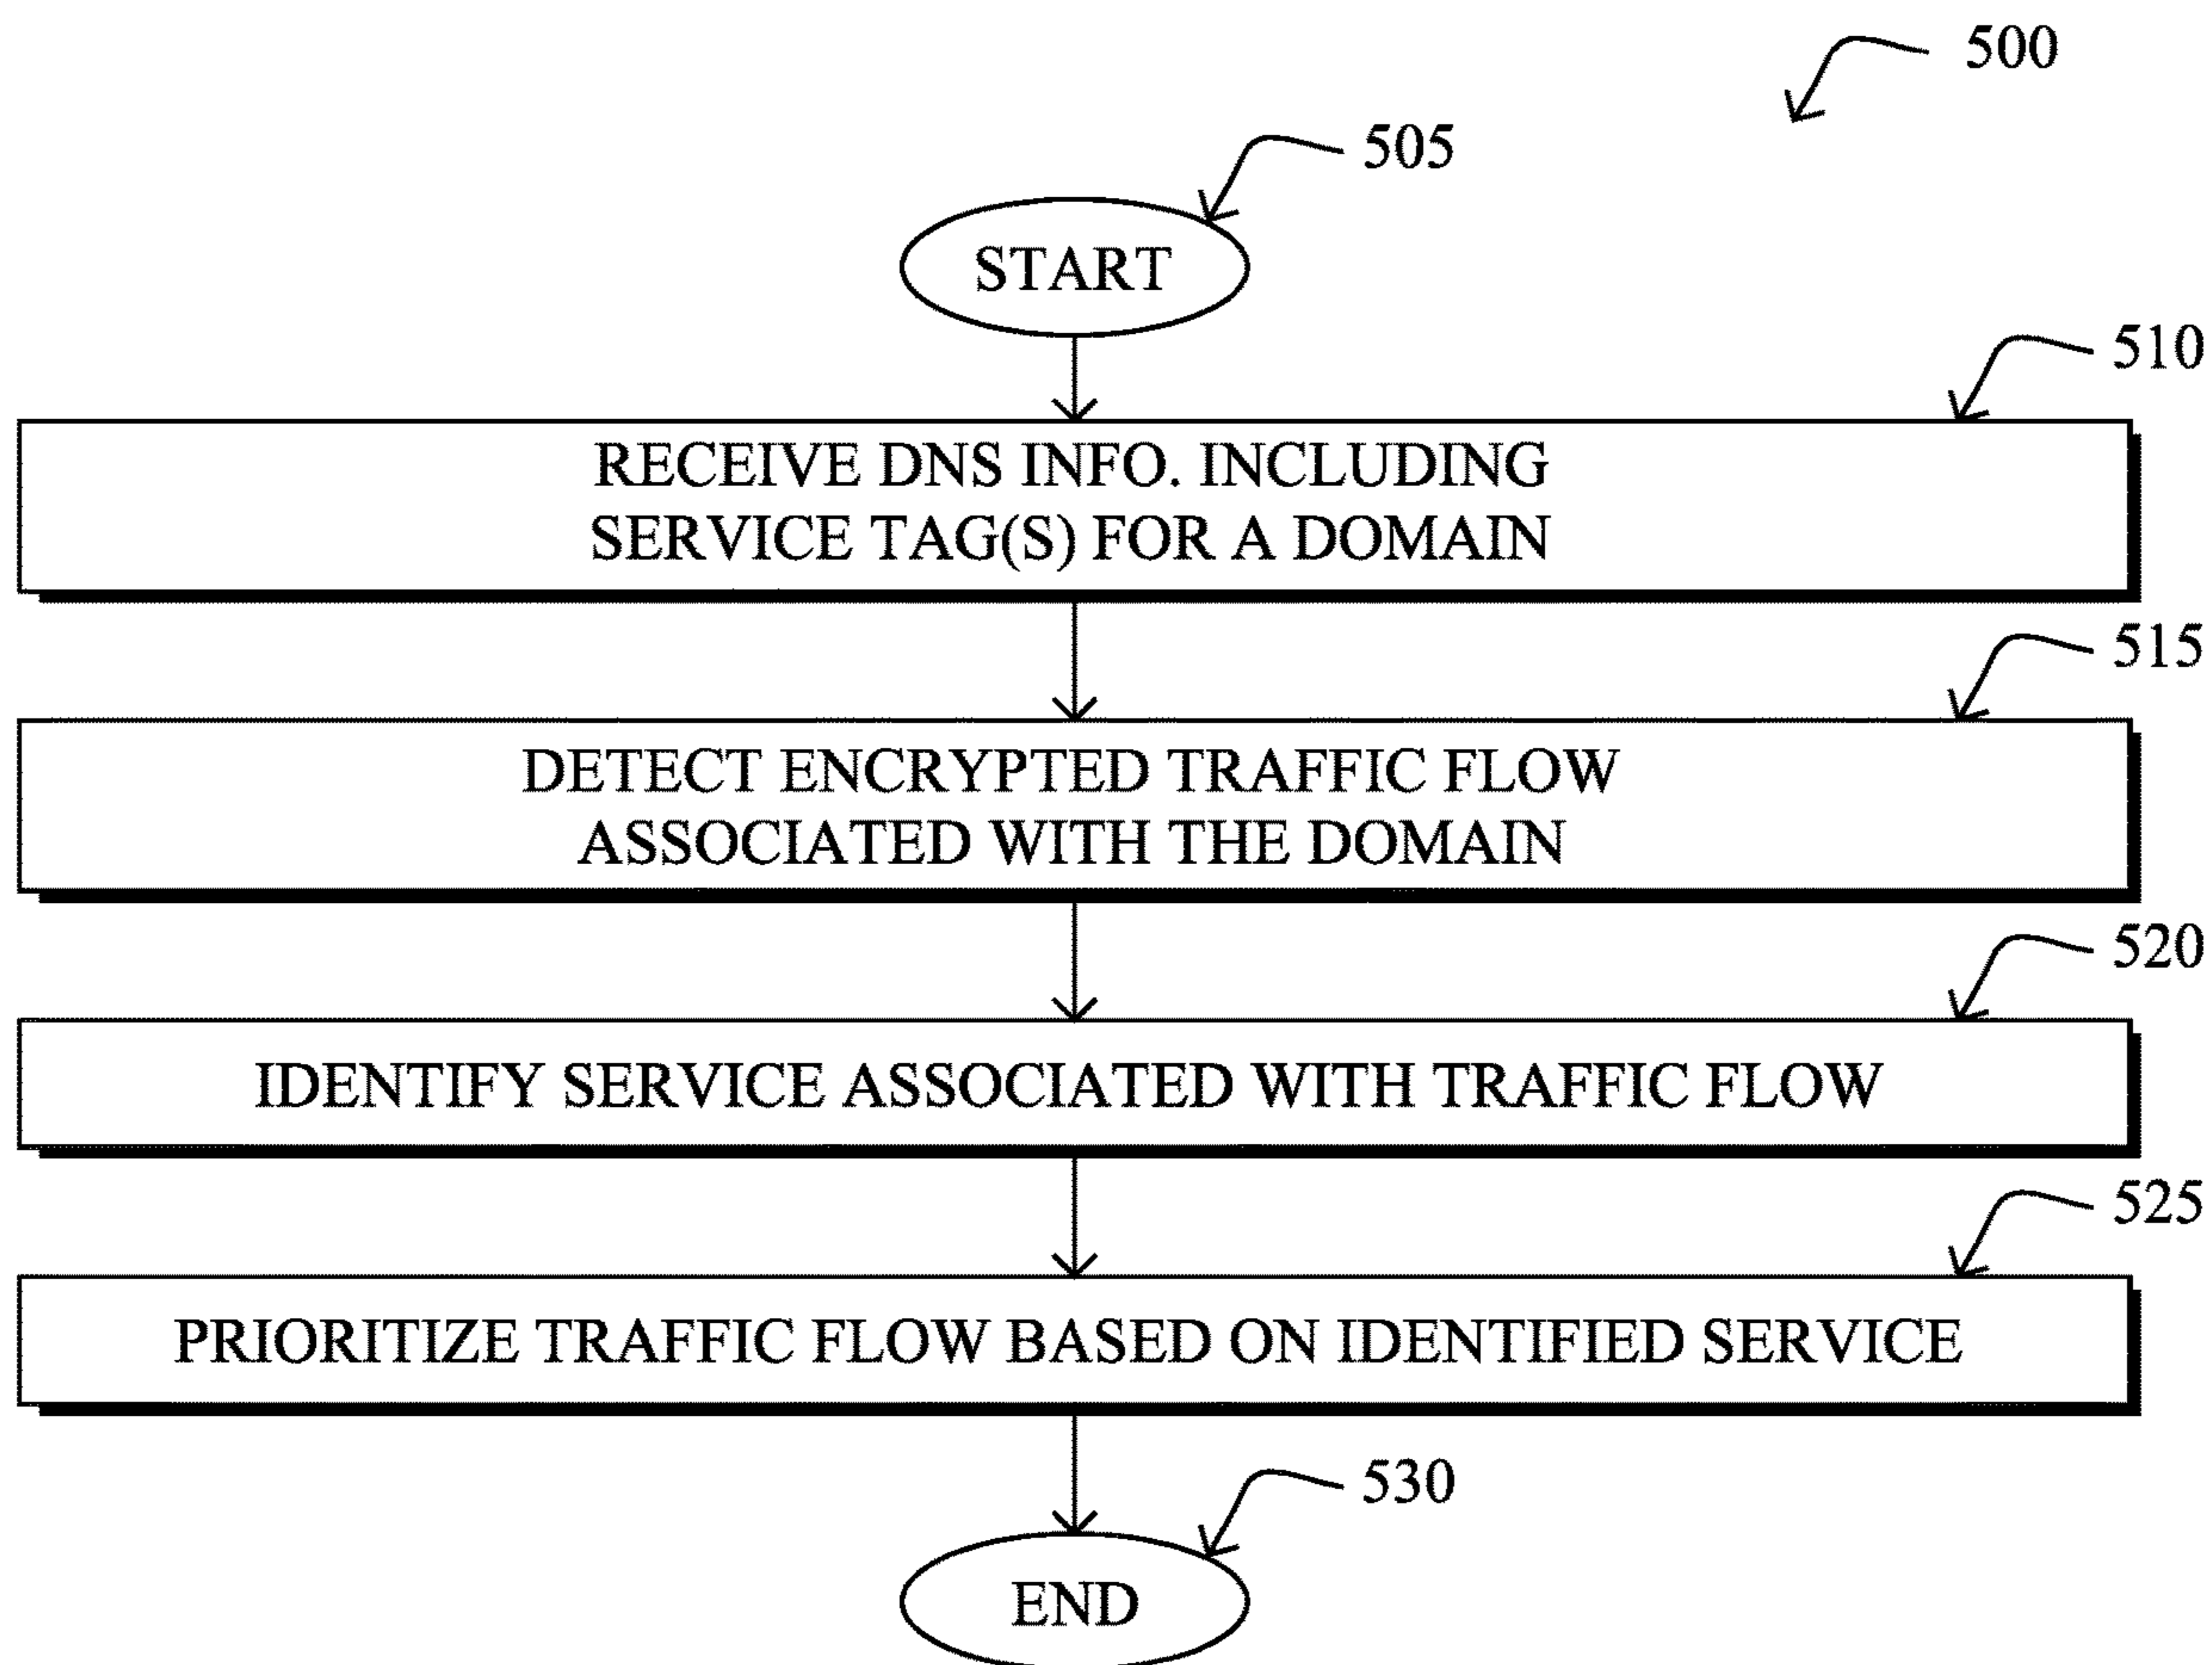 500
505
START
510
RECEIVE DNS INFO. INCLUDING
SERVICE TAG(S) FOR A DOMAIN
515
DETECT ENCRYPTED TRAFFIC FLOW
ASSOCIATED WITH THE DOMAIN
520
IDENTIFY SERVICE ASSOCIATED WITH TRAFFIC FLOW
525
PRIORITIZE TRAFFIC FLOW BASED ON IDENTIFIED SERVICE
530
END